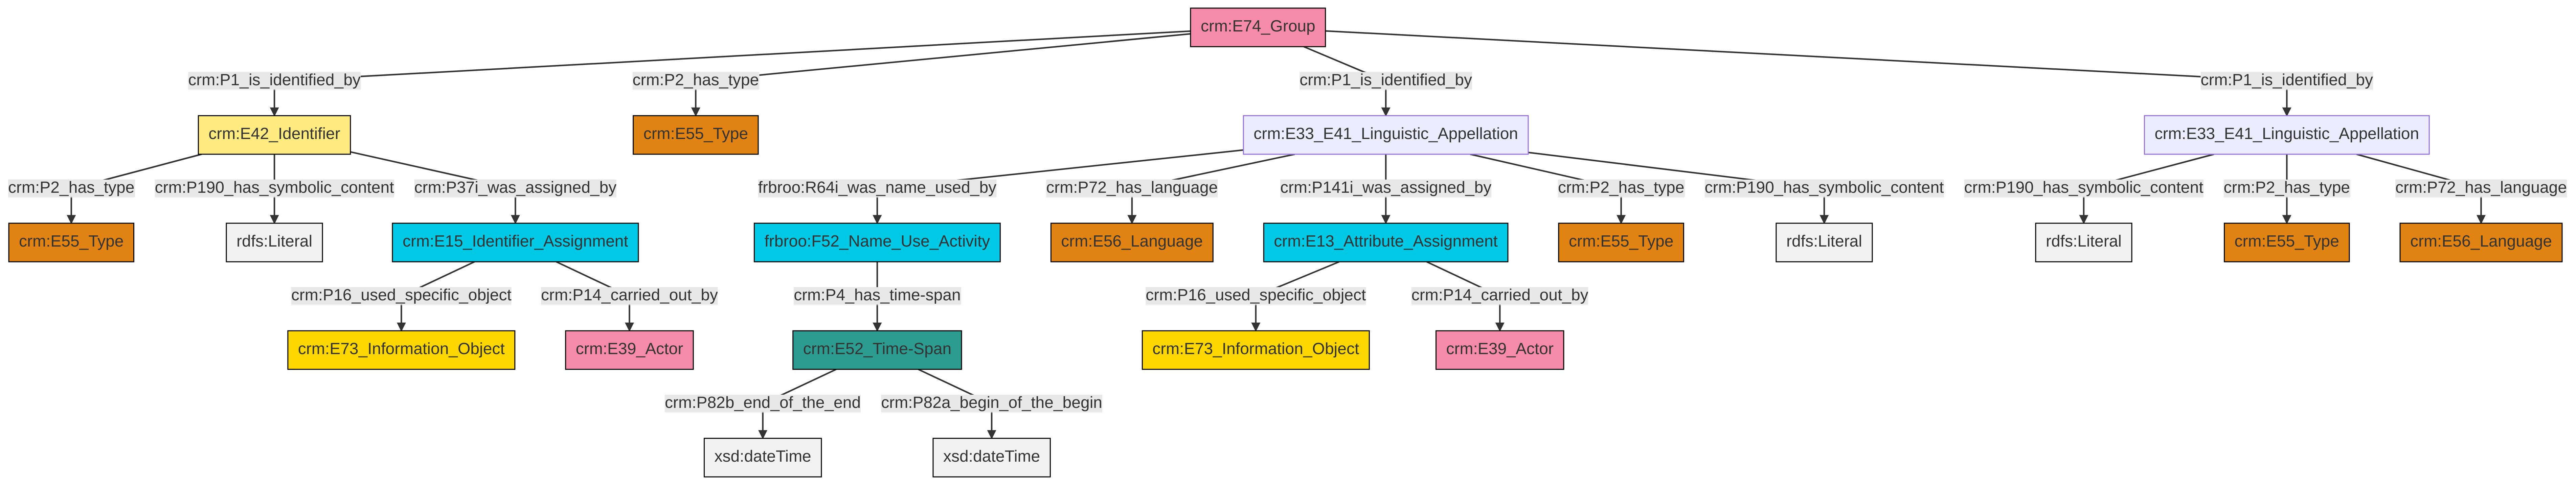 crm:E74_Group
crm:P1_is_identified_by
crm:P2_has_type
crm:P1_is_identified_by
crm:P1_is_identified_by
crm:E42_Identifier
crm:E55_Type
crm:E33_E41_Linguistic_Appellation
crm:E33_E41_Linguistic_Appellation
crm:P2_has_type
crm:P190_has_symbolic_content
crm:P37i_was_assigned_by
frbroo:R64i_was_name_used_by
crm:P72_has_language
crm:P141i_was_assigned_by
crm:P2_has_type
crm:P190_has_symbolic_content
crm:P190_has_symbolic_content
crm:P2_has_type
crm:P72_has_language
crm:E55_Type
rdfs:Literal
crm:E15_Identifier_Assignment
frbroo:F52_Name_Use_Activity
crm:E56_Language
crm:E13_Attribute_Assignment
crm:E55_Type
rdfs:Literal
rdfs:Literal
crm:E55_Type
crm:E56_Language
crm:P16_used_specific_object
crm:P14_carried_out_by
crm:P4_has_time-span
crm:P16_used_specific_object
crm:P14_carried_out_by
crm:E73_Information_Object
crm:E39_Actor
crm:E52_Time-Span
crm:E73_Information_Object
crm:E39_Actor
crm:P82b_end_of_the_end
crm:P82a_begin_of_the_begin
xsd:dateTime
xsd:dateTime